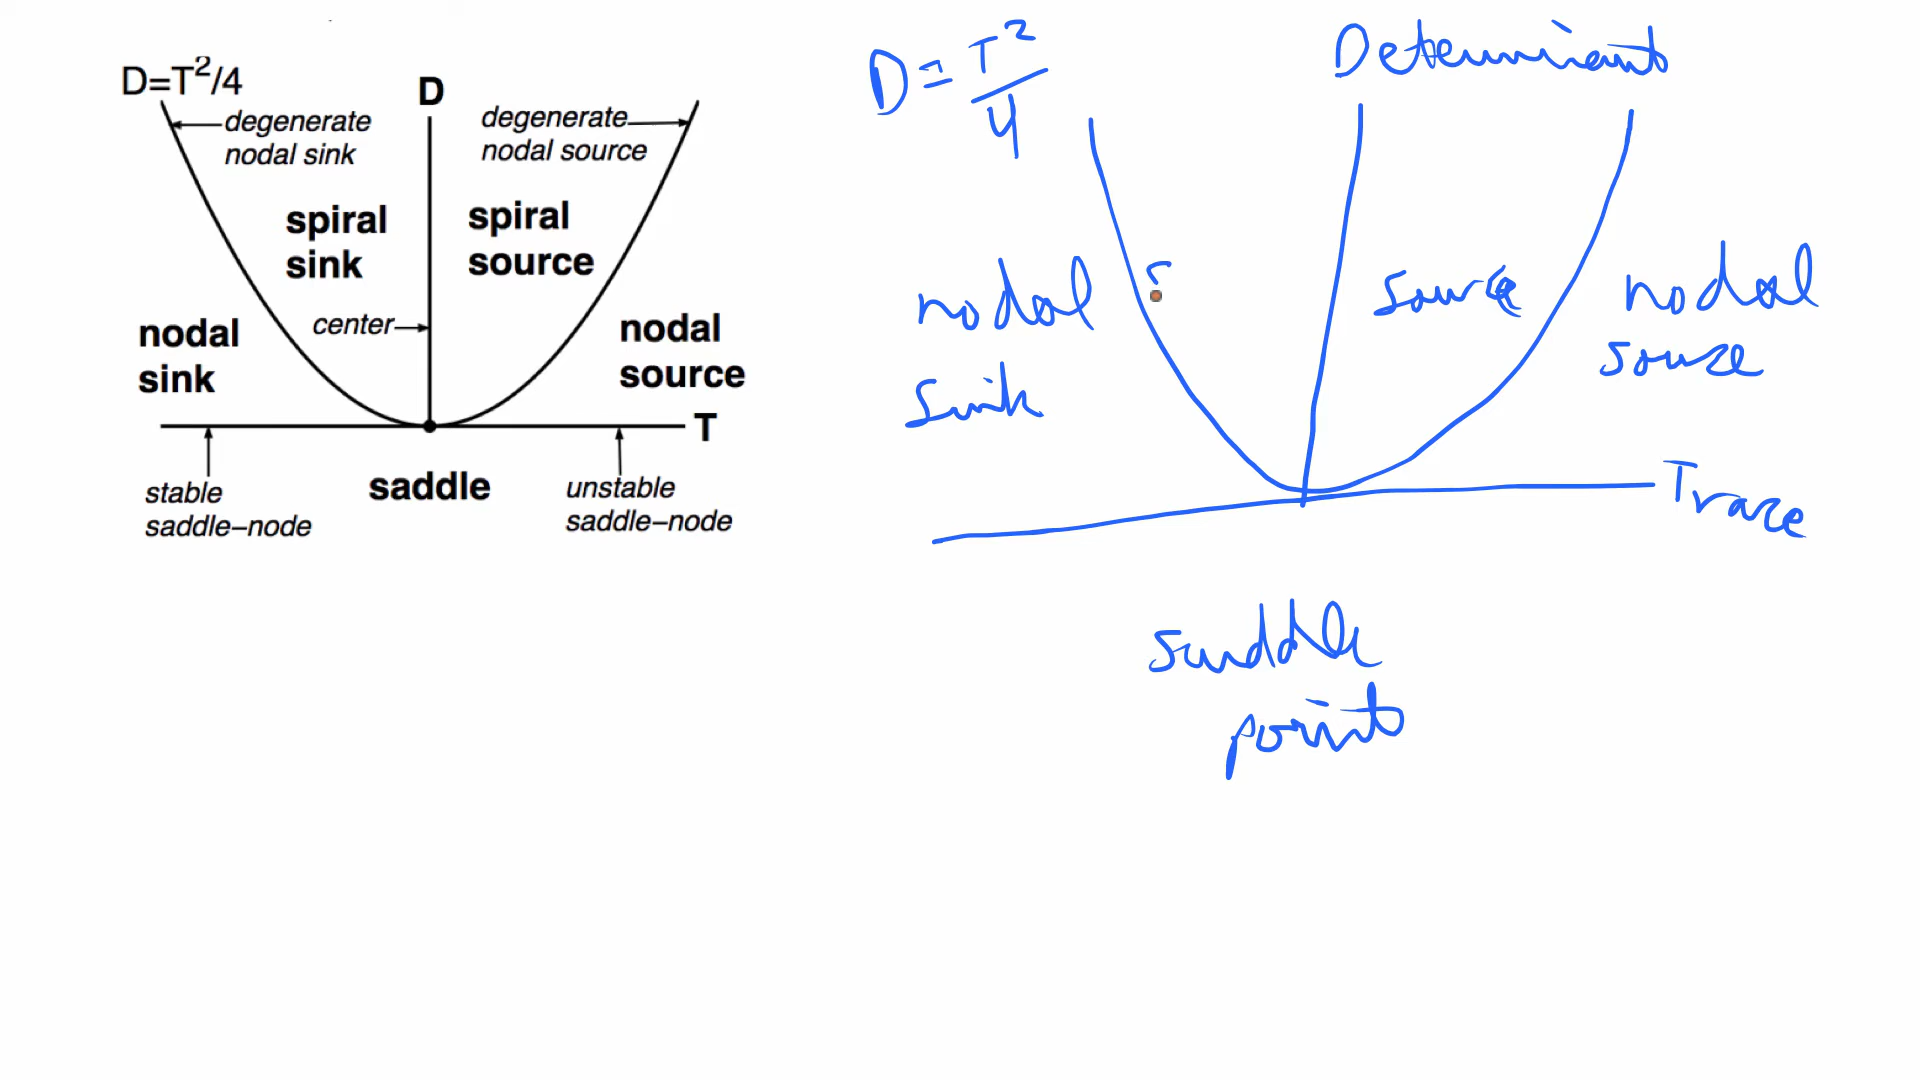 D=T²/4
D
degenerate
nodal sink
degenerate
nodal source
spiral
sink
spiral
source
center
nodal
sink
nodal
source
T
stable
saddle–node
saddle
unstable
saddle–node
D = T²/4
Determinant
nodal
sink
s
source
nodal
source
Trace
saddle
point